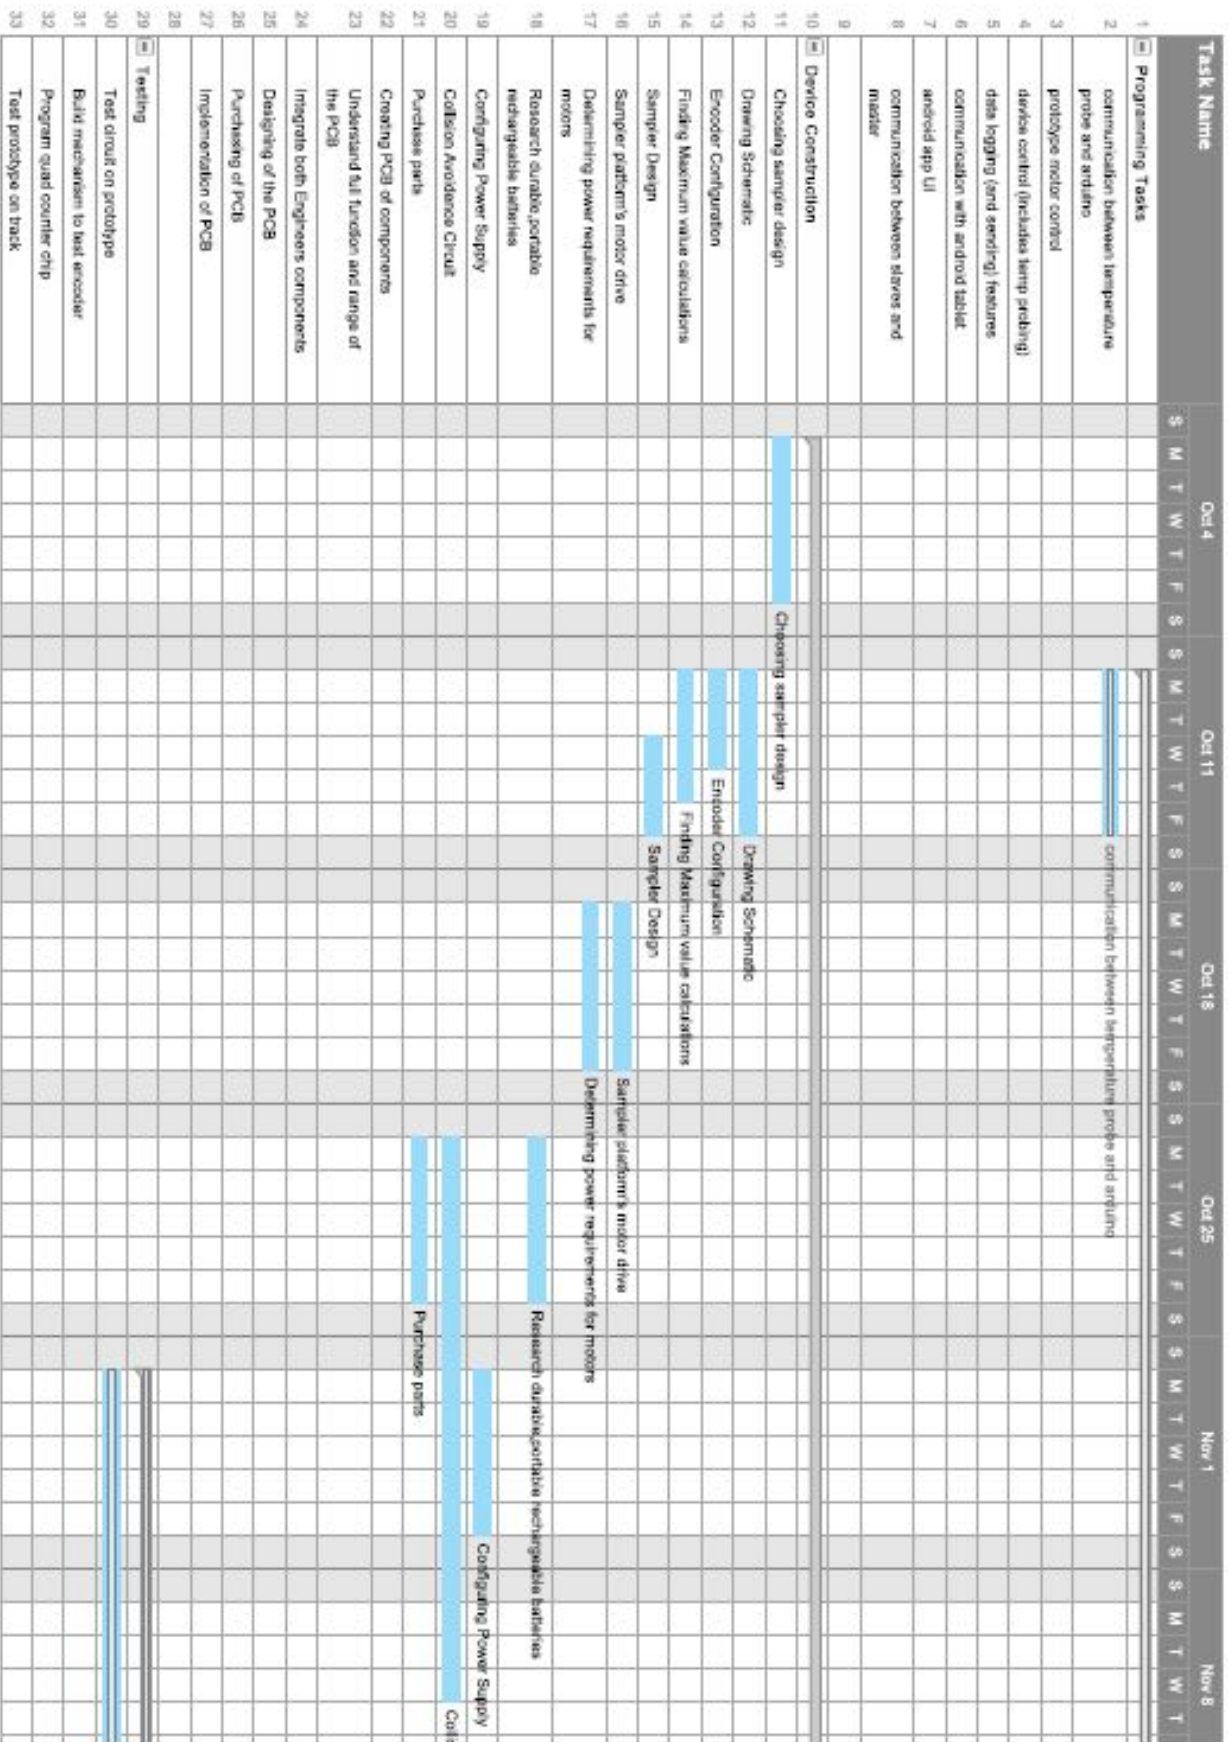 Task Name
Oct 4
Oct 11
Oct 18
Oct 25
Nov 1
Nov 8
S M T W T F S S M T W T F S S M T W T F S S M T W T F S S M T W T F S S M T W T
1 Programming Tasks
2 communication between temperature
probe and arduino
communication between temperature probe and arduino
3 prototype motor control
4 device control (includes temp probing)
5 data logging (and sending) features
6 communication with android tablet
7 android app UI
8 communication between slaves and
master
9
10 Device Construction
11 Choosing sampler design
Choosing sampler design
12 Drawing Schematic
Drawing Schematic
13 Encoder Configuration
Encoder Configuration
14 Finding Maximum value calculations
Finding Maximum value calculations
15 Sampler Design
Sampler Design
16 Sampler platform's motor drive
Sampler platform's motor drive
17 Determining power requirements for
motors
Determining power requirements for motors
18 Research durable,portable
rechargeable batteries
Research durable,portable rechargeable batteries
19 Configuring Power Supply
Configuring Power Supply
20 Collision Avoidance Circuit
Colli
21 Purchase parts
Purchase parts
22 Creating PCB of components
23 Understand full function and range of
the PCB
24 Integrate both Engineers components
25 Designing of the PCB
26 Purchasing of PCB
27 Implementation of PCB
28
29 Testing
30 Test circuit on prototype
31 Build mechanism to test encoder
32 Program quad counter chip
33 Test prototype on track